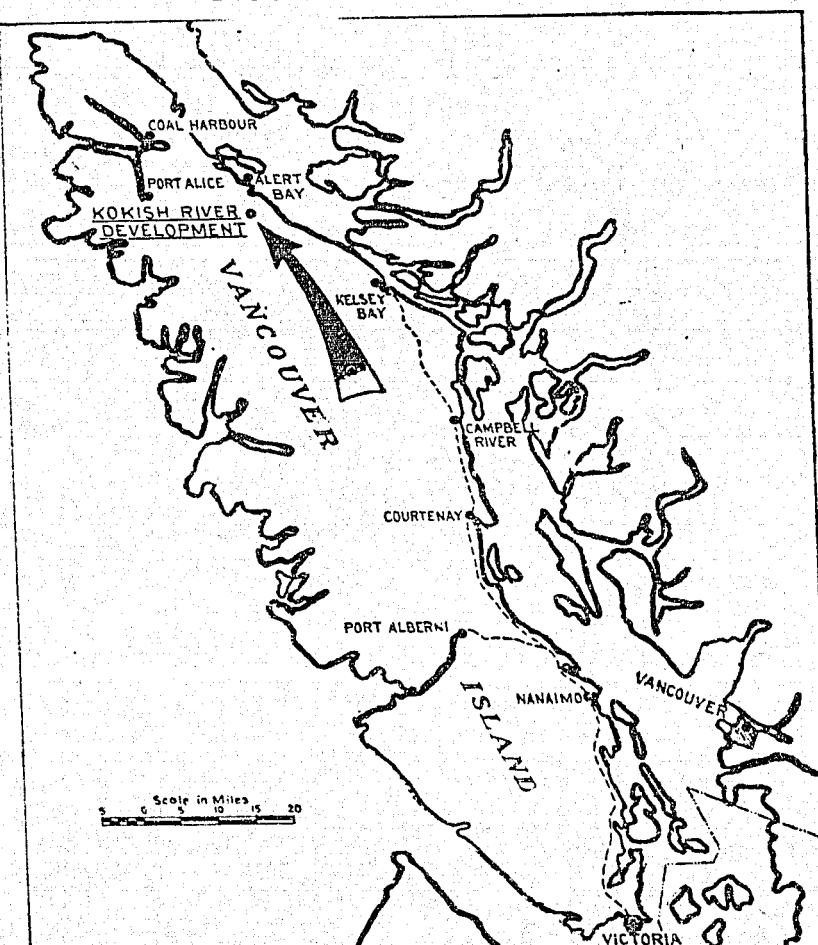 COAL HARBOUR
PORT ALICE
ALERT
BAY
KOKISH RIVER
DEVELOPMENT
VANCOUVER
KELSEY
BAY
CAMPBELL
RIVER
COURTENAY
PORT ALBERNI
ISLAND
NANAIMO
VANCOUVER
Scale in Miles
5 0 5 10 15 20
VICTORIA